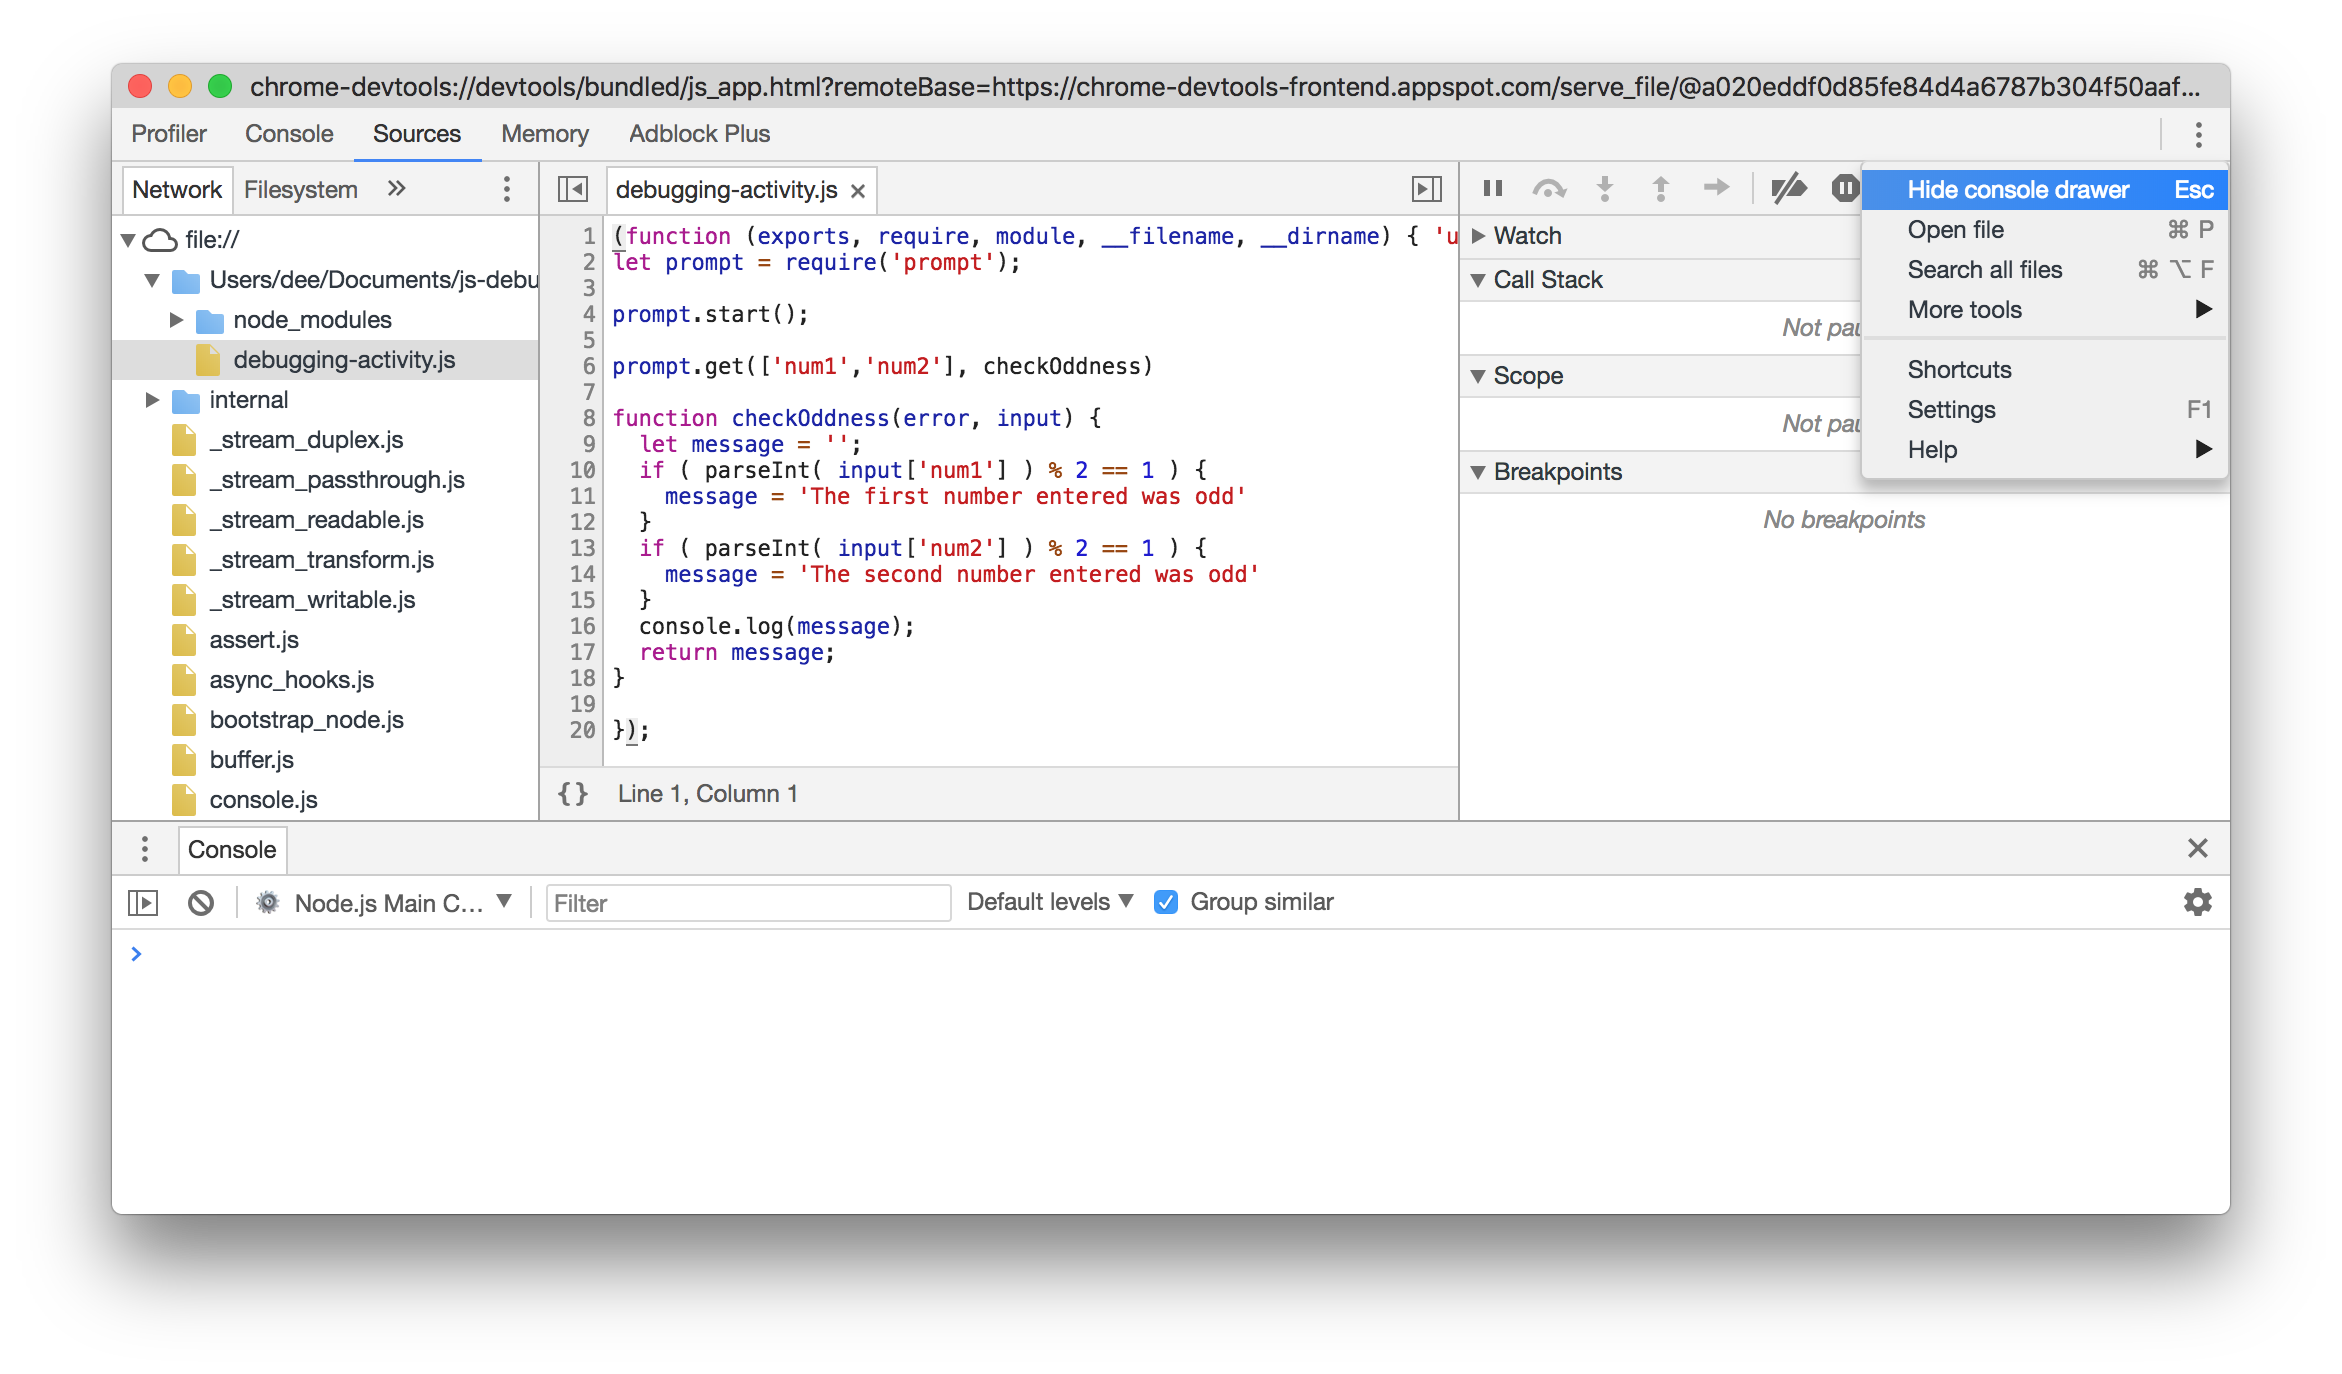 chrome-devtools://devtools/bundled/js_app.html?remoteBase=https://chrome-devtools-frontend.appspot.com/serve_file/@a020eddf0d85fe84d4a6787b304f50aaf...
Profiler Console Sources Memory Adblock Plus
Network Filesystem »
file://
Users/dee/Documents/js-debu
node_modules
debugging-activity.js
internal
_stream_duplex.js
_stream_passthrough.js
_stream_readable.js
_stream_transform.js
_stream_writable.js
assert.js
async_hooks.js
bootstrap_node.js
buffer.js
console.js
debugging-activity.js ×
1 (function (exports, require, module, __filename, __dirname) { 'u
2 let prompt = require('prompt');
3
4 prompt.start();
5
6 prompt.get(['num1','num2'], checkOddness)
7
8 function checkOddness(error, input) {
9 let message = '';
10 if ( parseInt( input['num1'] ) % 2 == 1 ) {
11 message = 'The first number entered was odd'
12 }
13 if ( parseInt( input['num2'] ) % 2 == 1 ) {
14 message = 'The second number entered was odd'
15 }
16 console.log(message);
17 return message;
18 }
19
20 });
{} Line 1, Column 1
Watch
Call Stack
Not pau
Scope
Not pau
Breakpoints
No breakpoints
Hide console drawer Esc
Open file ⌘ P
Search all files ⌘ ⌥ F
More tools
Shortcuts
Settings F1
Help
Console
Node.js Main C... Filter Default levels Group similar